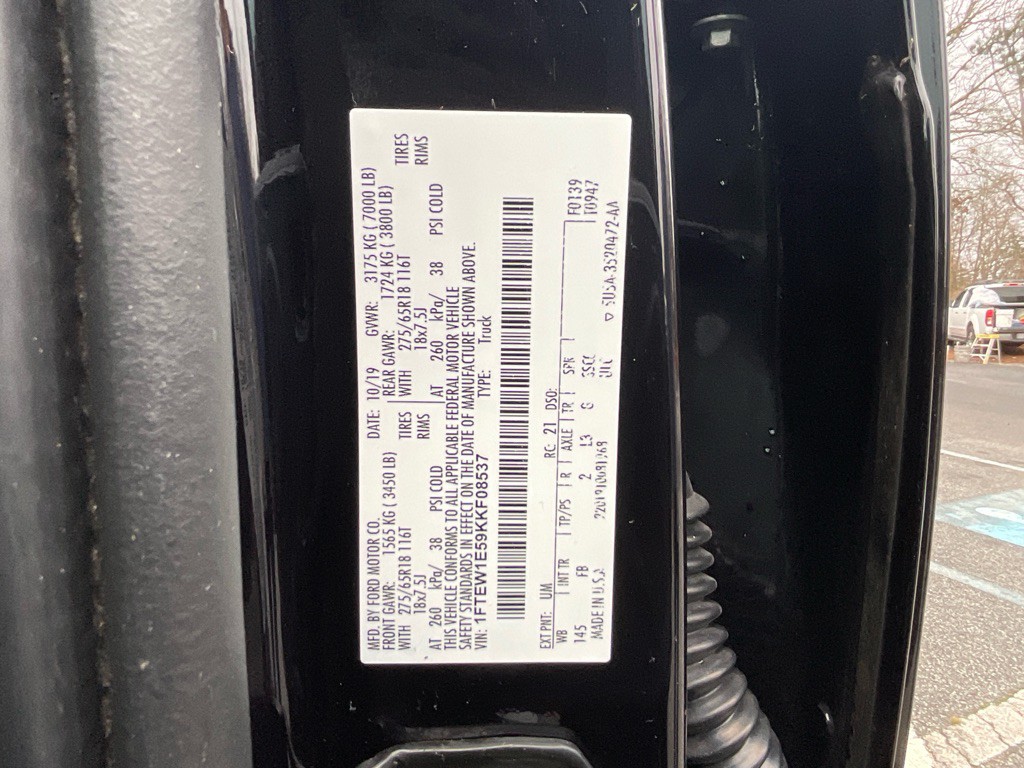 MFD. BY FORD MOTOR CO. DATE: 10/19 GVWR: 3175 KG ( 7000 LB)
FRONT GAWR: 1565 KG ( 3450 LB) REAR GAWR: 1724 KG ( 3800 LB)
WITH 275/65R18 116T TIRES WITH 275/65R18 116T TIRES
18x7.5J RIMS 18x7.5J RIMS
AT 260 kPa/ 38 PSI COLD AT 260 kPa/ 38 PSI COLD
THIS VEHICLE CONFORMS TO ALL APPLICABLE FEDERAL MOTOR VEHICLE
SAFETY STANDARDS IN EFFECT ON THE DATE OF MANUFACTURE SHOWN ABOVE.
VIN: 1FTEW1E59KKF08537 TYPE: Truck
EXT PNT: UM RC: 21 DSO: F0139
WB INT TR TP/PS R AXLE TR SPR T0947
145 FB 2 L3
MADE IN U.S.A.